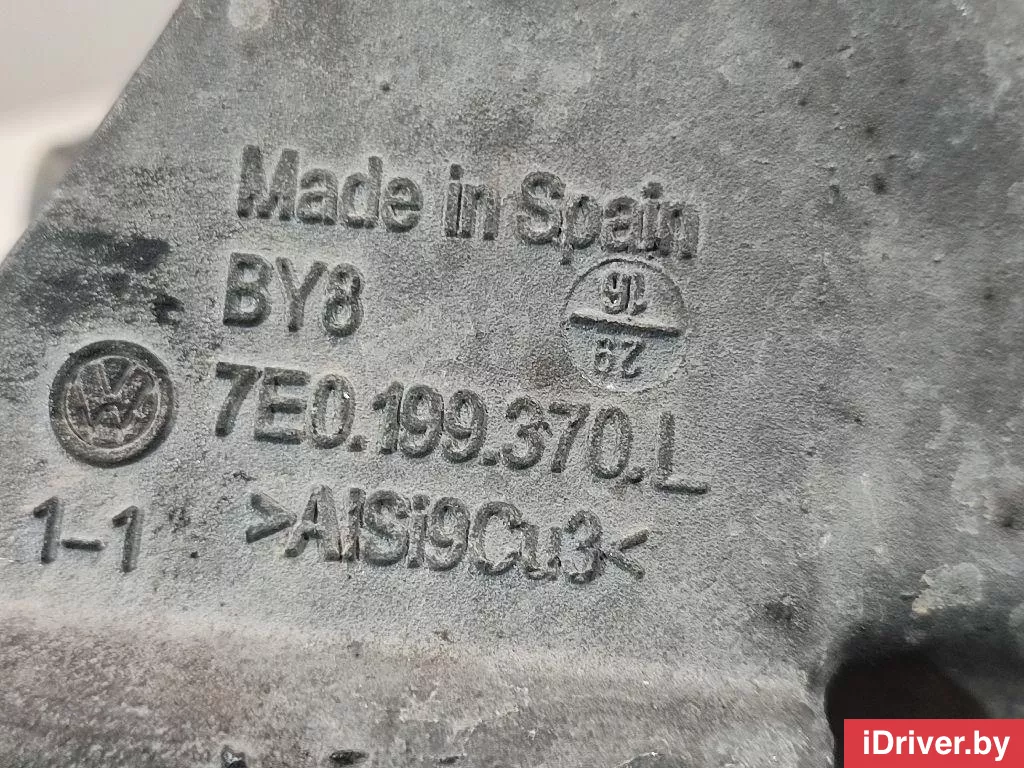 Made in Spain
BY8
16
29
7E0.199.370.L
1-1
>AlSi9Cu3<
iDriver.by